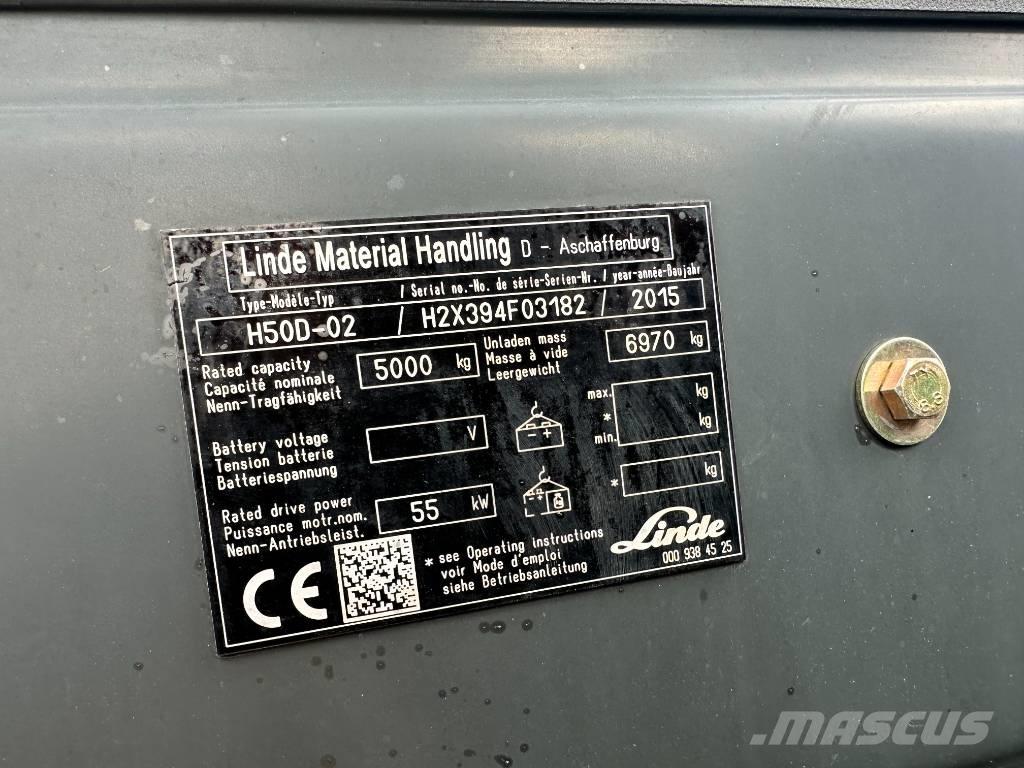 Linde Material Handling D - Aschaffenburg
Type-Modèle-Typ / Serial no.-No. de série-Serien-Nr. / year-année-Baujahr
H50D-02 / H2X394F03182 / 2015
Rated capacity
Capacité nominale
Nenn-Tragfähigkeit
5000 kg
Unladen mass
Masse à vide
Leergewicht
6970 kg
Battery voltage
Tension batterie
Batteriespannung
V
- +
max. kg
*
min. kg
Rated drive power
Puissance motr.nom.
Nenn-Antriebsleist.
55 kW
- +
* kg
CE
* see Operating instructions
voir Mode d'emploi
siehe Betriebsanleitung
Linde
000 938 45 25
8
MASCUS